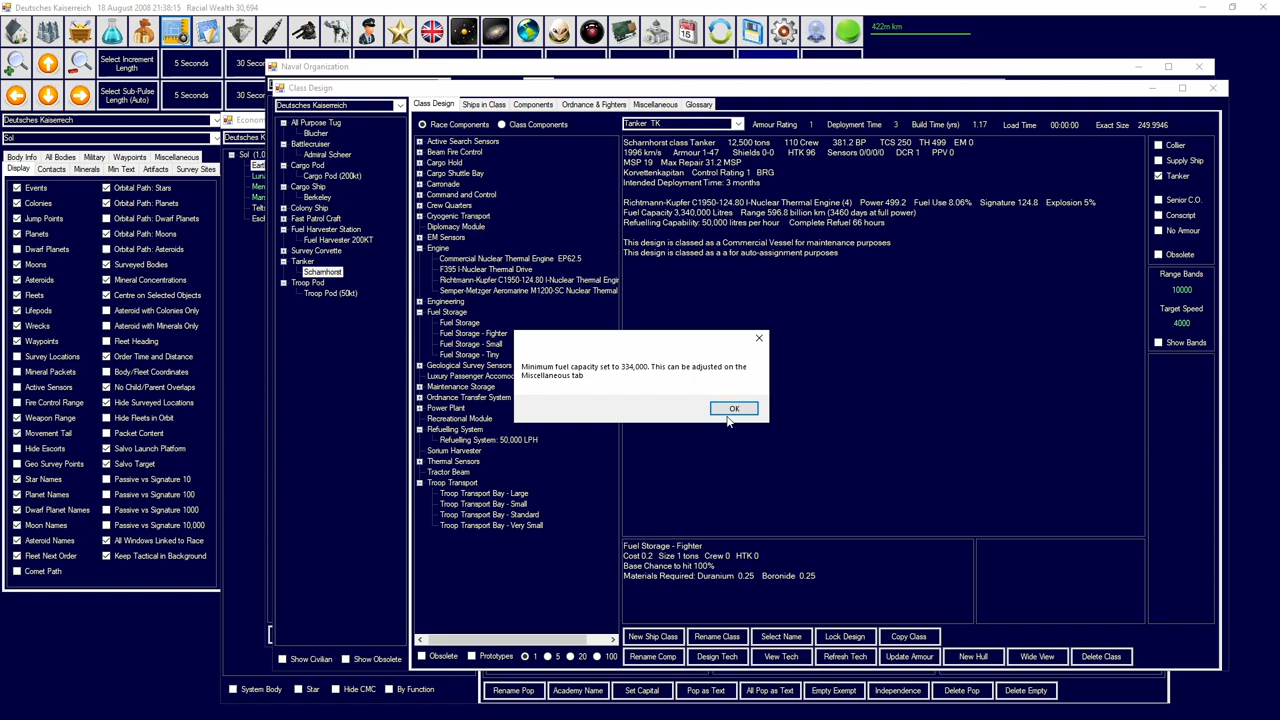 Deutsches Kaiserreich   18 August 2008 21:38:15   Racial Wealth 30,694
422m km
Select Increment Length
5 Seconds
30 Sec
Select Sub-Pulse Length (Auto)
5 Seconds
30 Sec
Naval Organization
Class Design
Deutsches Kaiserreich
Sol
Econom
Deutsches K
Sol (1,0
Body Info
All Bodies
Military
Waypoints
Miscellaneous
Display
Contacts
Minerals
Min Text
Artifacts
Survey Sites
Events
Orbital Path: Stars
Colonies
Orbital Path: Planets
Jump Points
Orbital Path: Dwarf Planets
Planets
Orbital Path: Moons
Dwarf Planets
Orbital Path: Asteroids
Moons
Surveyed Bodies
Asteroids
Mineral Concentrations
Fleets
Centre on Selected Objects
Lifepods
Asteroid with Colonies Only
Wrecks
Asteroid with Minerals Only
Waypoints
Fleet Heading
Survey Locations
Order Time and Distance
Mineral Packets
Body/Fleet Coordinates
Active Sensors
No Child/Parent Overlaps
Fire Control Range
Hide Surveyed Locations
Weapon Range
Hide Fleets in Orbit
Movement Tail
Packet Content
Hide Escorts
Salvo Launch Platform
Geo Survey Points
Salvo Target
Star Names
Passive vs Signature 10
Planet Names
Passive vs Signature 100
Dwarf Planet Names
Passive vs Signature 1000
Moon Names
Passive vs Signature 10,000
Asteroid Names
All Windows Linked to Race
Fleet Next Order
Keep Tactical in Background
Comet Path
Deutsches Kaiserreich
All Purpose Tug
Blucher
Battlecruiser
Admiral Scheer
Cargo Pod
Cargo Pod (200kt)
Cargo Ship
Berkeley
Colony Ship
Fast Patrol Craft
Fuel Harvester Station
Fuel Harvester 200KT
Survey Corvette
Tanker
Scharnhorst
Troop Pod
Troop Pod (50kt)
Show Civilian
Show Obsolete
Class Design
Ships in Class
Components
Ordnance & Fighters
Miscellaneous
Glossary
Race Components
Class Components
Active Search Sensors
Beam Fire Control
Cargo Hold
Cargo Shuttle Bay
Carronade
Command and Control
Crew Quarters
Cryogenic Transport
Diplomacy Module
EM Sensors
Engine
Commercial Nuclear Thermal Engine EP62.5
F395 I-Nuclear Thermal Drive
Richtmann-Kupfer C1950-124.80 I-Nuclear Thermal Engin
Semper-Metzger Aeromarine M1200-SC Nuclear Thermal
Engineering
Fuel Storage
Fuel Storage
Fuel Storage - Fighter
Fuel Storage - Small
Fuel Storage - Tiny
Geological Survey Sensors
Luxury Passenger Accomod
Maintenance Storage
Ordnance Transfer System
Power Plant
Recreational Module
Refuelling System
Refuelling System: 50,000 LPH
Sorium Harvester
Thermal Sensors
Tractor Beam
Troop Transport
Troop Transport Bay - Large
Troop Transport Bay - Small
Troop Transport Bay - Standard
Troop Transport Bay - Very Small
Obsolete
Prototypes
1
5
20
100
Tanker TK
Armour Rating 1
Deployment Time 3
Build Time (yrs) 1.17
Load Time 00:00:00
Exact Size 249.9946
Scharnhorst class Tanker 12,500 tons 110 Crew 381.2 BP TCS 250 TH 499 EM 0
1996 km/s Armour 1-47 Shields 0-0 HTK 96 Sensors 0/0/0/0 DCR 1 PPV 0
MSP 19 Max Repair 31.2 MSP
Korvettenkapitan Control Rating 1 BRG
Intended Deployment Time: 3 months
Richtmann-Kupfer C1950-124.80 I-Nuclear Thermal Engine (4) Power 499.2 Fuel Use 8.06% Signature 124.8 Explosion 5%
Fuel Capacity 3,340,000 Litres Range 596.8 billion km (3460 days at full power)
Refuelling Capability: 50,000 litres per hour Complete Refuel 66 hours
This design is classed as a Commercial Vessel for maintenance purposes
This design is classed as a for auto-assignment purposes
Minimum fuel capacity set to 334,000. This can be adjusted on the
Miscellaneous tab
OK
Fuel Storage - Fighter
Cost 0.2 Size 1 tons Crew 0 HTK 0
Base Chance to hit 100%
Materials Required: Duranium 0.25 Boronide 0.25
Collier
Supply Ship
Tanker
Senior C.O.
Conscript
No Armour
Obsolete
Range Bands
10000
Target Speed
4000
Show Bands
New Ship Class
Rename Class
Select Name
Lock Design
Copy Class
Rename Comp
Design Tech
View Tech
Refresh Tech
Update Armour
New Hull
Wide View
Delete Class
System Body
Star
Hide CMC
By Function
Rename Pop
Academy Name
Set Capital
Pop as Text
All Pop as Text
Empty Exempt
Independence
Delete Pop
Delete Empty